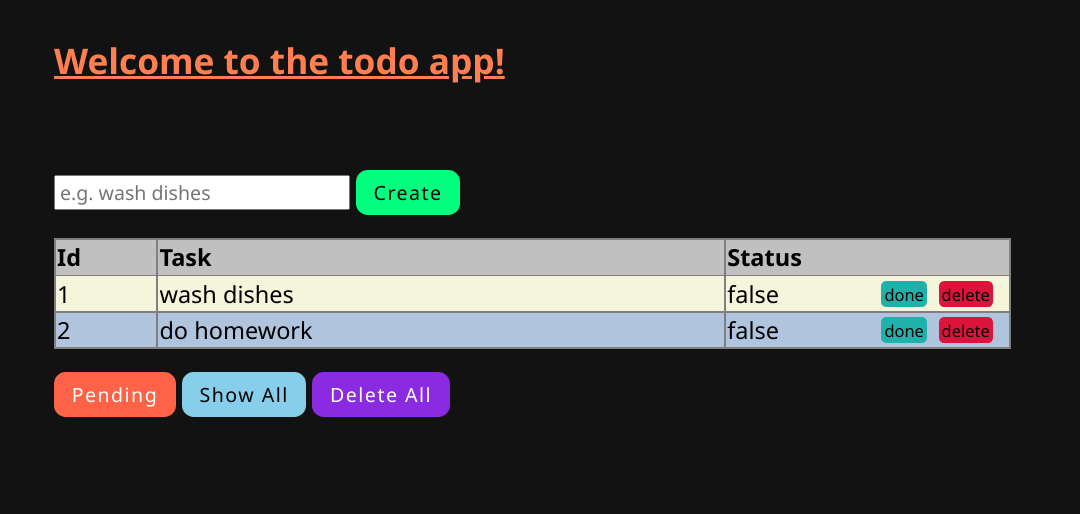 Welcome to the todo app!
e.g. wash dishes Create
Id Task Status
1 wash dishes false done delete
2 do homework false done delete
Pending Show All Delete All